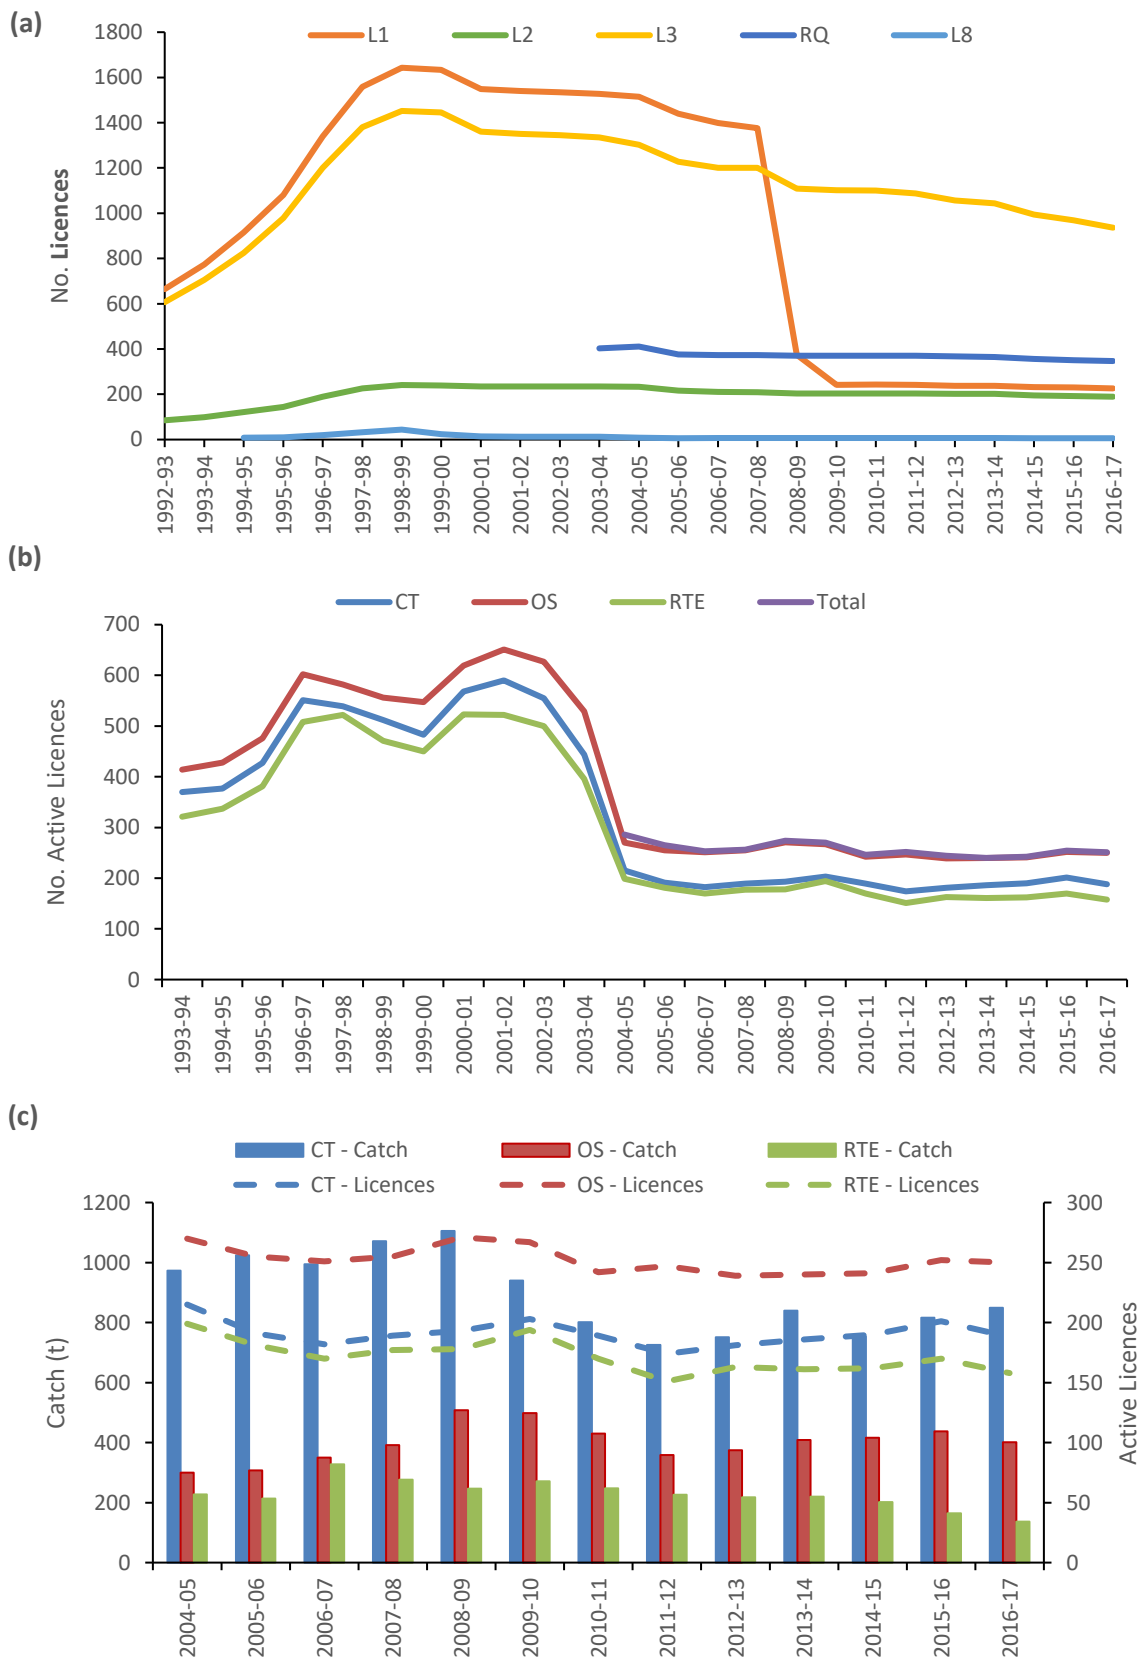 (a)
L1 L2 L3 RQ L8
1800
1600
1400
1200
1000
800
600
400
200
0
No. Licences
1992-93 1993-94 1994-95 1995-96 1996-97 1997-98 1998-99 1999-00 2000-01 2001-02 2002-03 2003-04 2004-05 2005-06 2006-07 2007-08 2008-09 2009-10 2010-11 2011-12 2012-13 2013-14 2014-15 2015-16 2016-17
(b)
CT OS RTE Total
700
600
500
400
300
200
100
0
No. Active Licences
1993-94 1994-95 1995-96 1996-97 1997-98 1998-99 1999-00 2000-01 2001-02 2002-03 2003-04 2004-05 2005-06 2006-07 2007-08 2008-09 2009-10 2010-11 2011-12 2012-13 2013-14 2014-15 2015-16 2016-17
(c)
CT - Catch OS - Catch RTE - Catch
CT - Licences OS - Licences RTE - Licences
1200 300
1000 250
800 200
600 150
400 100
200 50
0 0
Catch (t)
Active Licences
2004-05 2005-06 2006-07 2007-08 2008-09 2009-10 2010-11 2011-12 2012-13 2013-14 2014-15 2015-16 2016-17